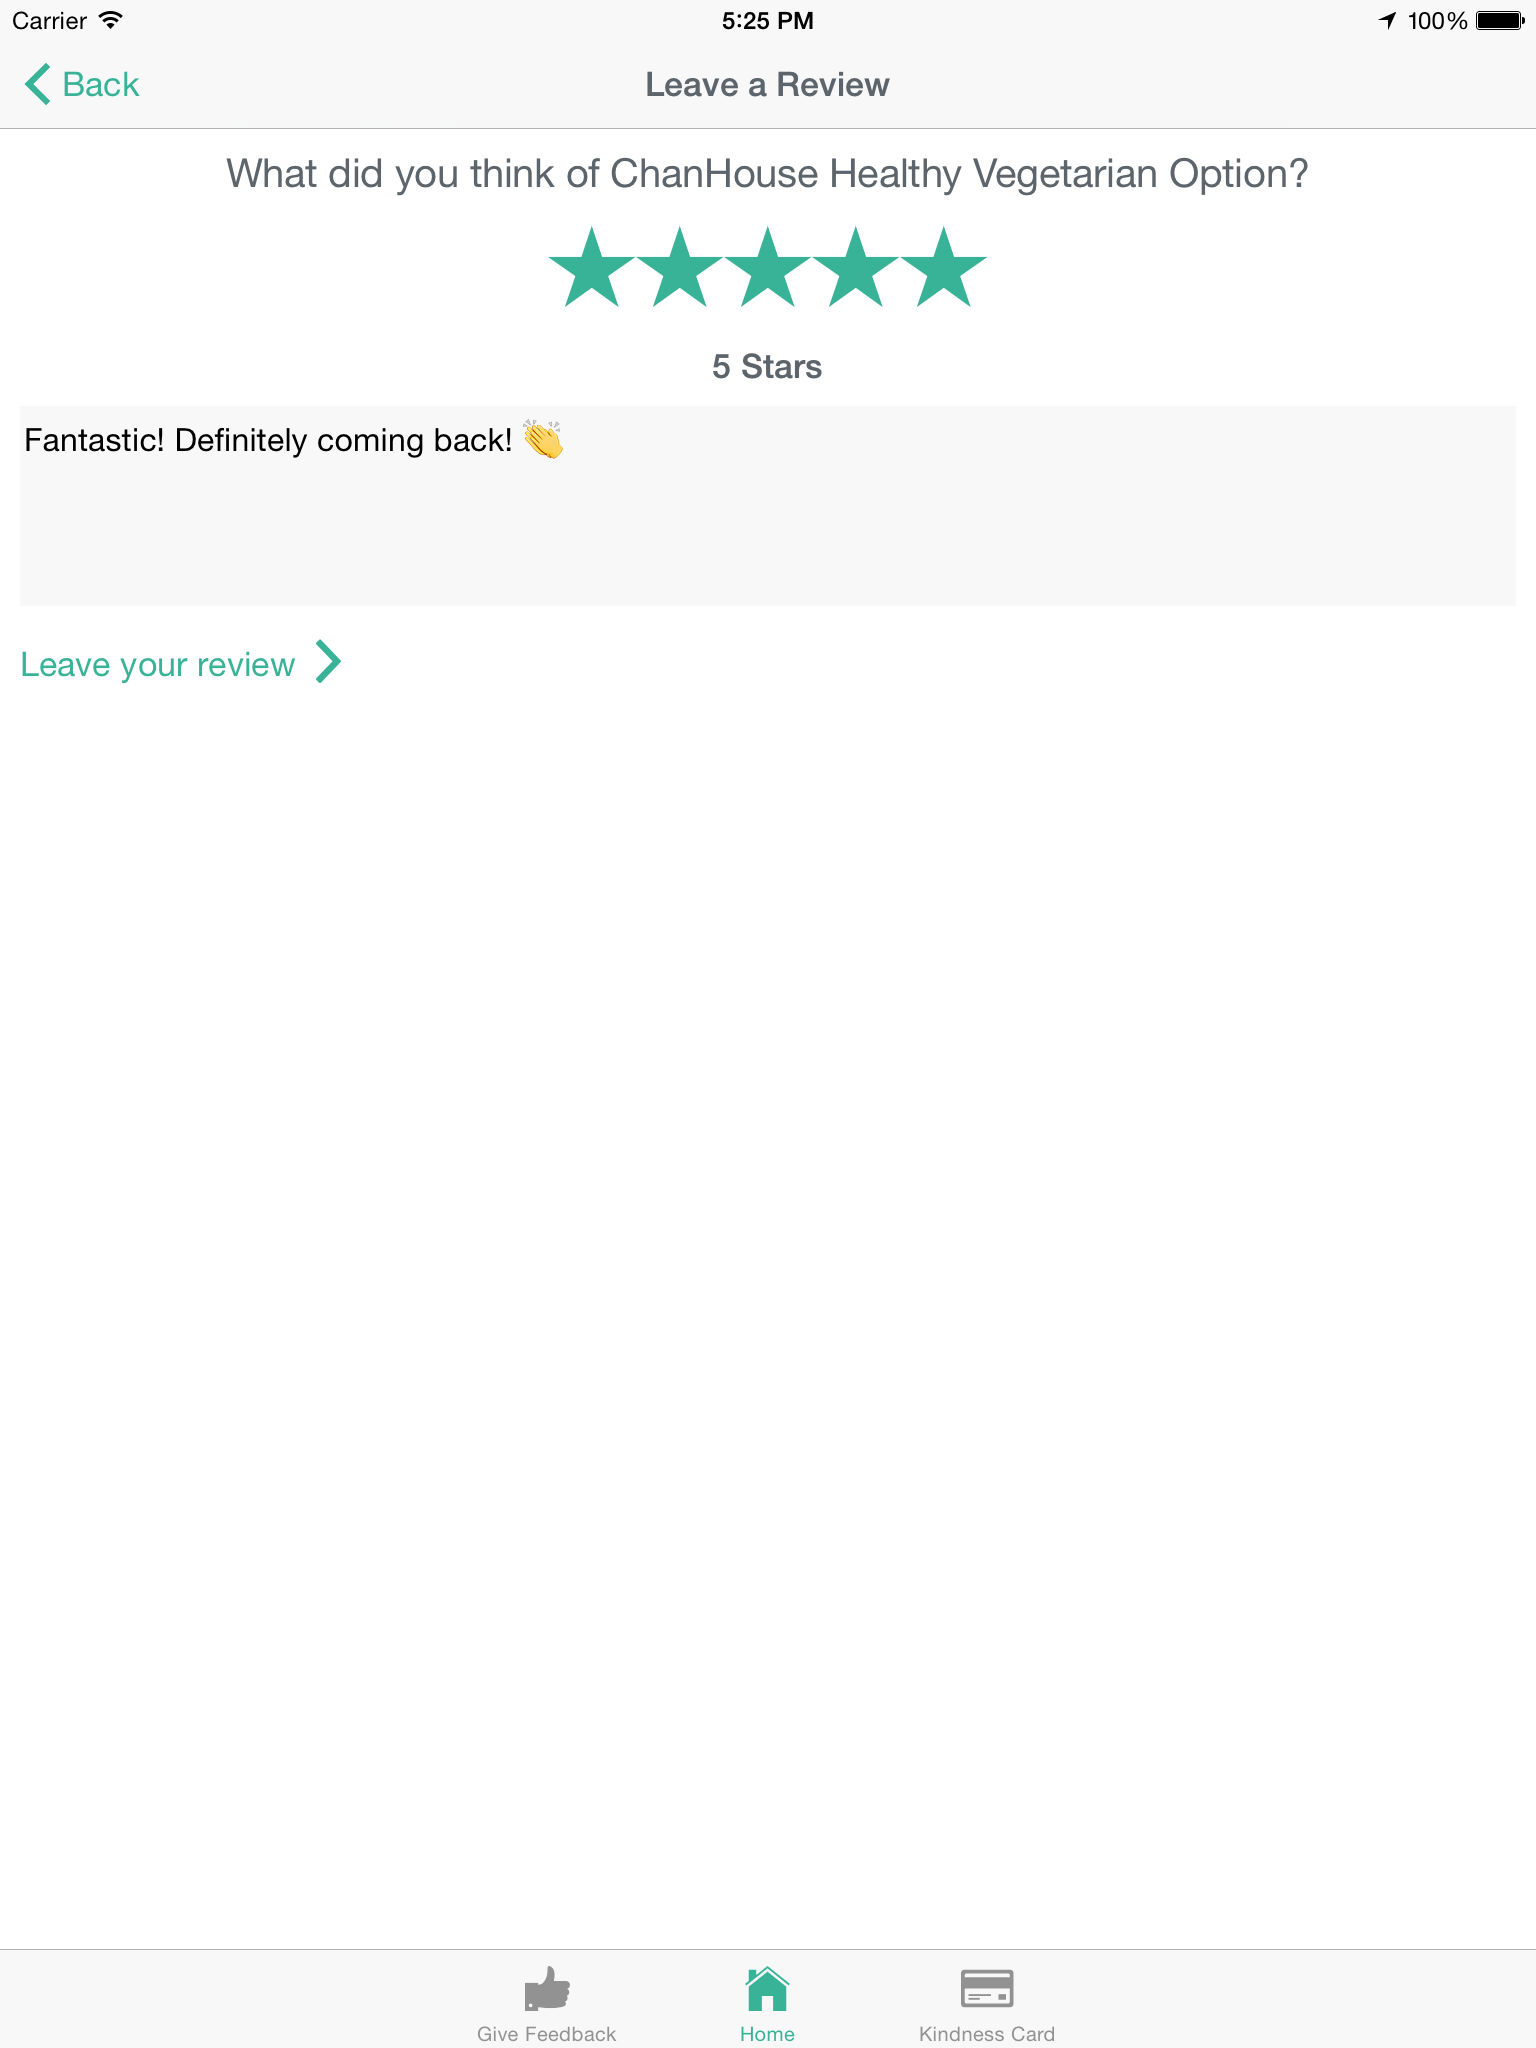 Carrier 5:25 PM 100%
Back Leave a Review
What did you think of ChanHouse Healthy Vegetarian Option?
5 Stars
Fantastic! Definitely coming back! 👏
Leave your review
Give Feedback Home Kindness Card